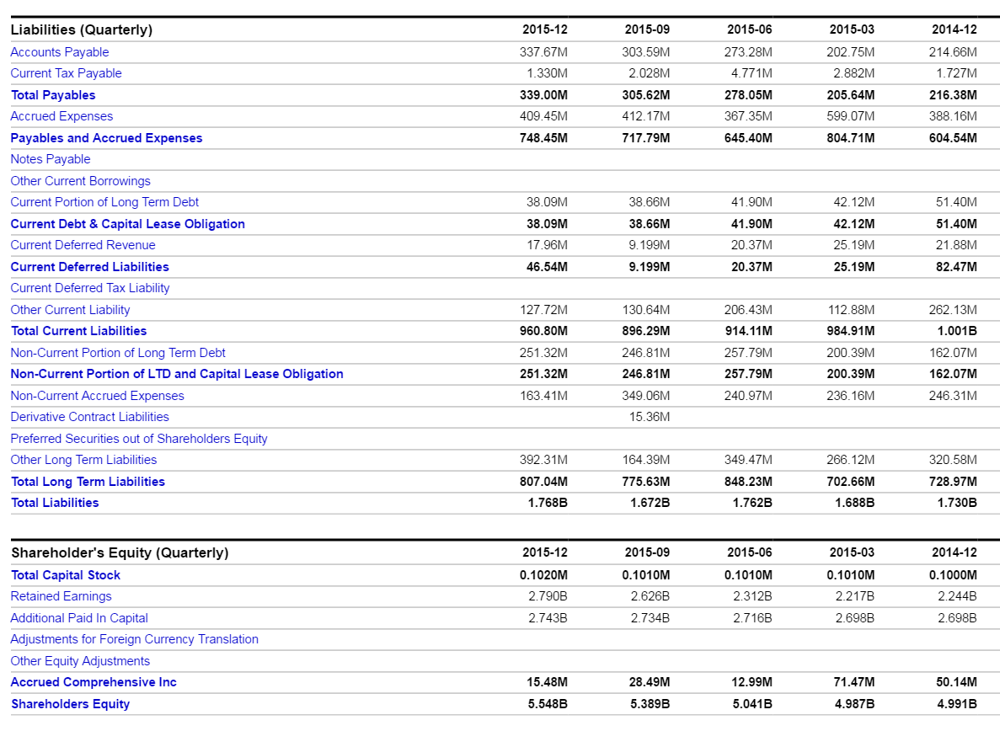 Liabilities (Quarterly) 2015-12 2015-09 2015-06 2015-03 2014-12
Accounts Payable 337.67M 303.59M 273.28M 202.75M 214.66M
Current Tax Payable 1.330M 2.028M 4.771M 2.882M 1.727M
Total Payables 339.00M 305.62M 278.05M 205.64M 216.38M
Accrued Expenses 409.45M 412.17M 367.35M 599.07M 388.16M
Payables and Accrued Expenses 748.45M 717.79M 645.40M 804.71M 604.54M
Notes Payable
Other Current Borrowings
Current Portion of Long Term Debt 38.09M 38.66M 41.90M 42.12M 51.40M
Current Debt & Capital Lease Obligation 38.09M 38.66M 41.90M 42.12M 51.40M
Current Deferred Revenue 17.96M 9.199M 20.37M 25.19M 21.88M
Current Deferred Liabilities 46.54M 9.199M 20.37M 25.19M 82.47M
Current Deferred Tax Liability
Other Current Liability 127.72M 130.64M 206.43M 112.88M 262.13M
Total Current Liabilities 960.80M 896.29M 914.11M 984.91M 1.001B
Non-Current Portion of Long Term Debt 251.32M 246.81M 257.79M 200.39M 162.07M
Non-Current Portion of LTD and Capital Lease Obligation 251.32M 246.81M 257.79M 200.39M 162.07M
Non-Current Accrued Expenses 163.41M 349.06M 240.97M 236.16M 246.31M
Derivative Contract Liabilities 15.36M
Preferred Securities out of Shareholders Equity
Other Long Term Liabilities 392.31M 164.39M 349.47M 266.12M 320.58M
Total Long Term Liabilities 807.04M 775.63M 848.23M 702.66M 728.97M
Total Liabilities 1.768B 1.672B 1.762B 1.688B 1.730B
Shareholder's Equity (Quarterly) 2015-12 2015-09 2015-06 2015-03 2014-12
Total Capital Stock 0.1020M 0.1010M 0.1010M 0.1010M 0.1000M
Retained Earnings 2.790B 2.626B 2.312B 2.217B 2.244B
Additional Paid In Capital 2.743B 2.734B 2.716B 2.698B 2.698B
Adjustments for Foreign Currency Translation
Other Equity Adjustments
Accrued Comprehensive Inc 15.48M 28.49M 12.99M 71.47M 50.14M
Shareholders Equity 5.548B 5.389B 5.041B 4.987B 4.991B